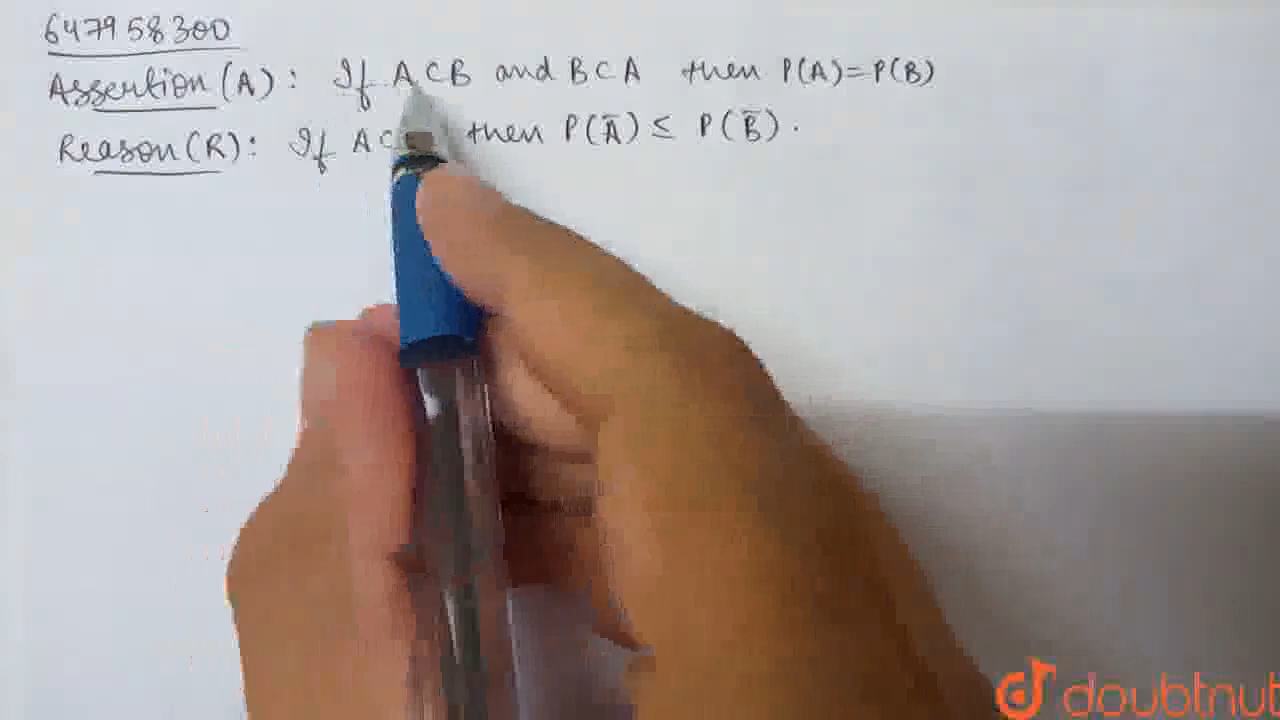 647958300
Assertion (A): If A⊂B and B⊂A then P(A)=P(B)
Reason(R): If A⊂ then P(Ā) ≤ P(B̄).
doubtnut